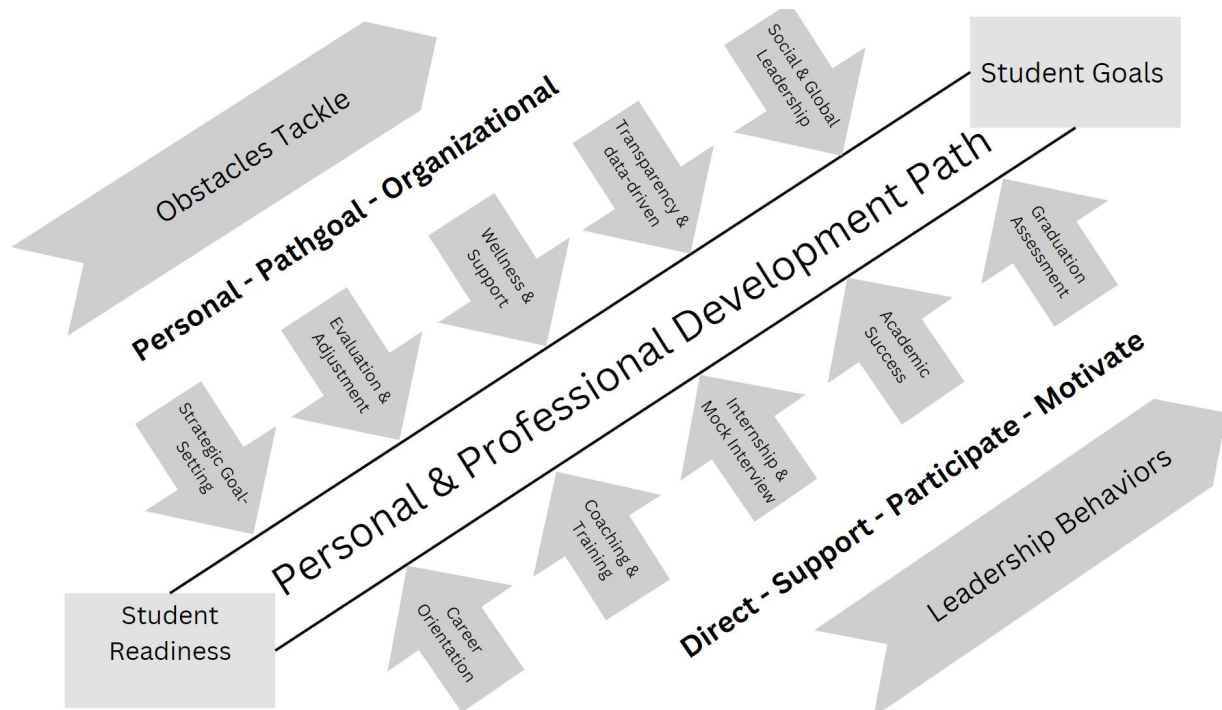 Obstacles Tackle
Personal - Pathgoal - Organizational
Social & Global
Leadership
Transparency &
data-driven
Wellness &
Support
Evaluation &
Adjustment
Strategic Goal-
Setting
Student Goals
Personal & Professional Development Path
Student
Readiness
Career
Orientation
Coaching &
Training
Internship &
Mock Interview
Academic
Success
Graduation
Assessment
Direct - Support - Participate - Motivate
Leadership Behaviors